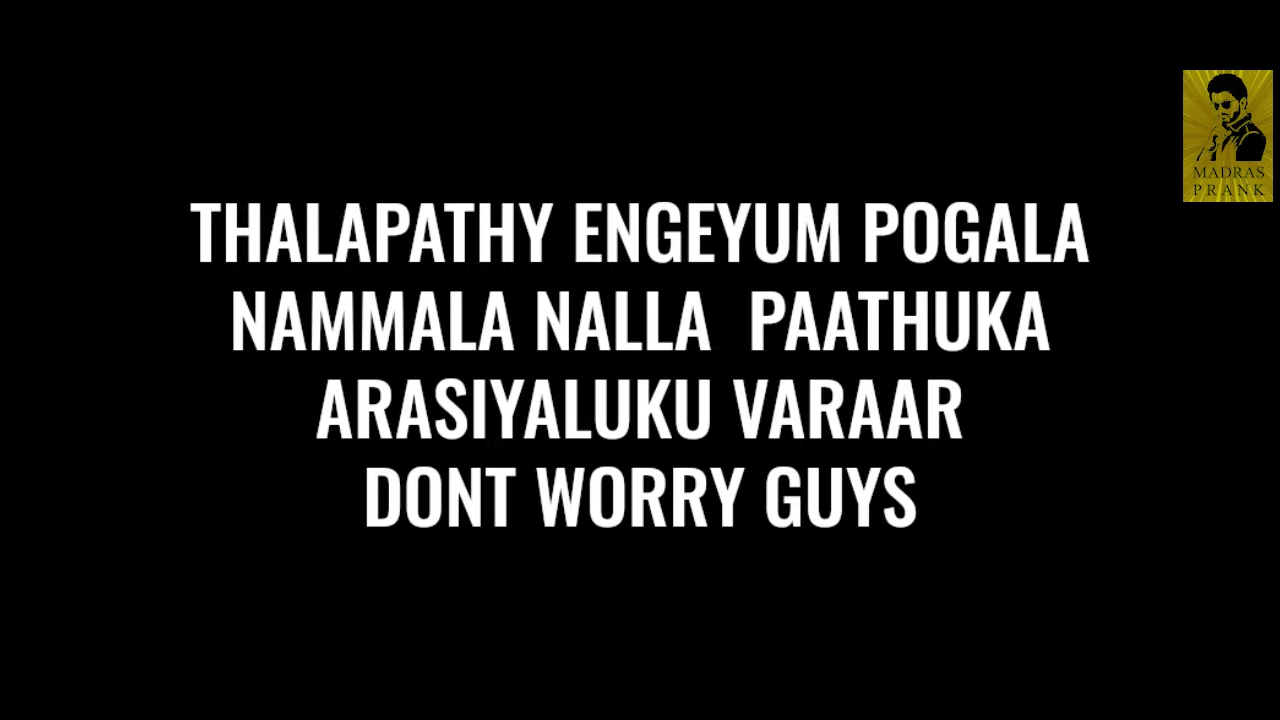 MADRAS
PRANK
THALAPATHY ENGEYUM POGALA
NAMMALA NALLA  PAATHUKA
ARASIYALUKU VARAAR
DONT WORRY GUYS